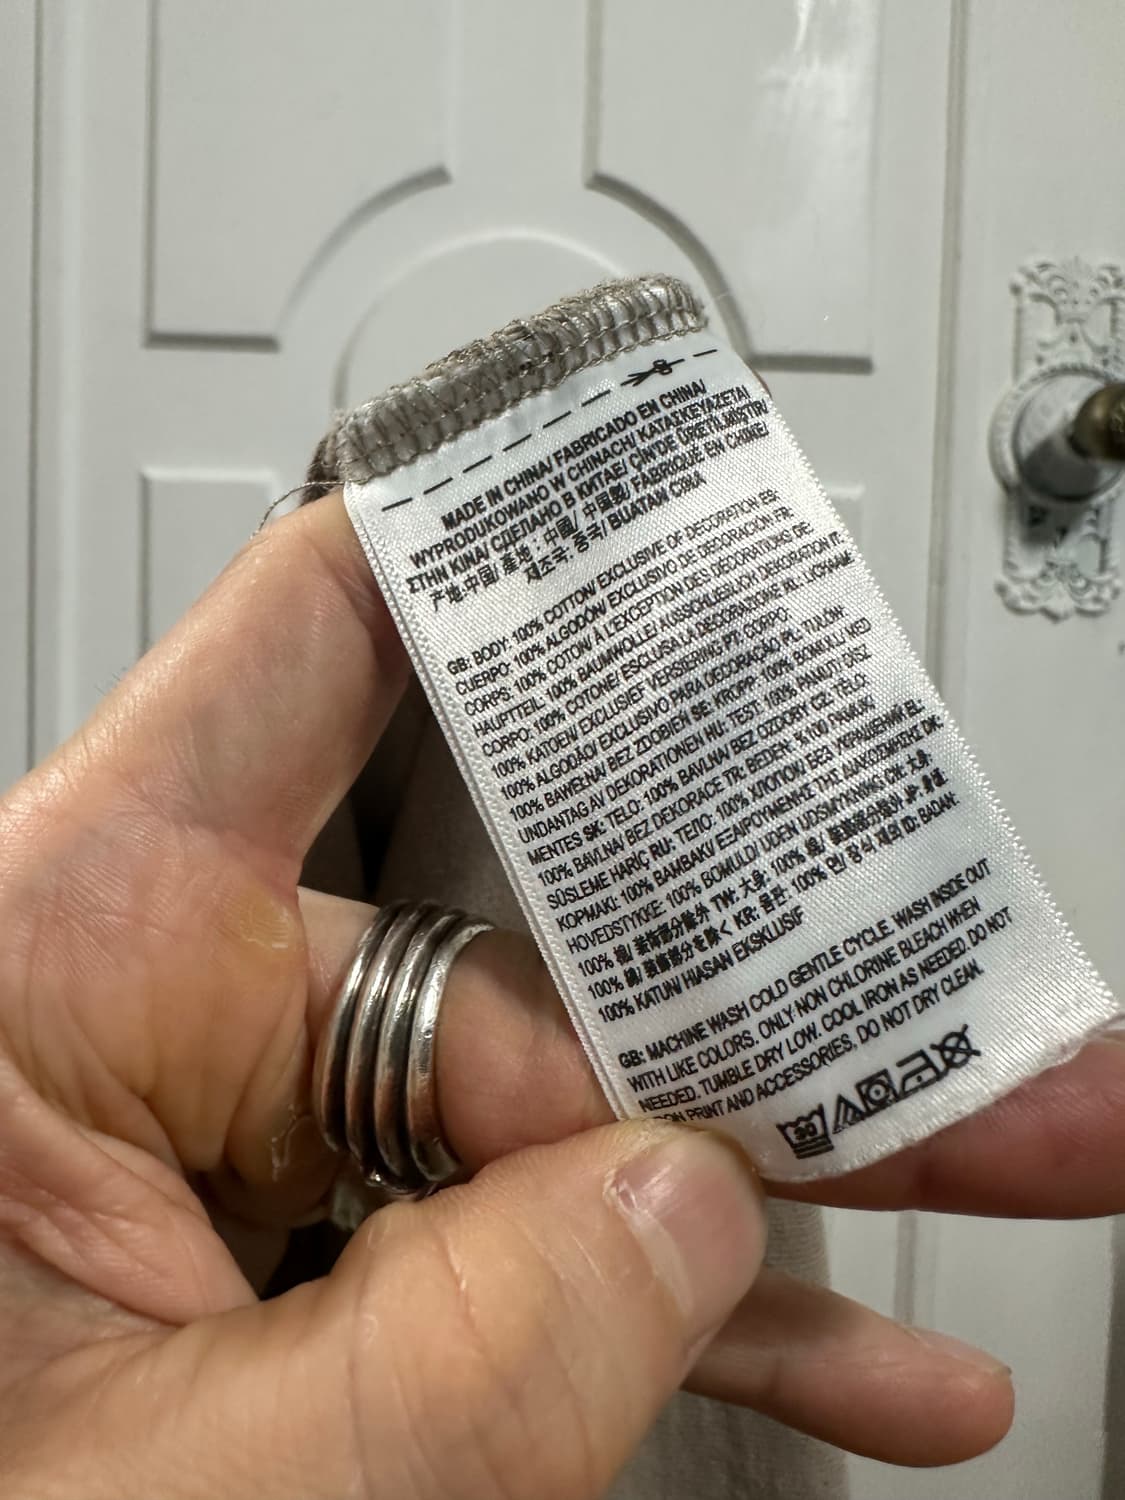 MADE IN CHINA/ FABRICADO EN CHINA/
WYPRODUKOWANO W CHINACH/ ΚΑΤΑΣΚΕΥΑΖΕΤΑΙ
ΣΤΗΝ ΚΙΝΑ/ СДЕЛАНО В КИТАЕ/ ÇİN'DE ÜRETİLMİŞTİR/
产地:中國/ 產地:中國/ 中国製/ FABRIQUÉ EN CHINE/
제조국: 중국/ BUATAN CINA
GB: BODY: 100% COTTON/ EXCLUSIVE OF DECORATION ES:
CUERPO: 100% ALGODON/ EXCLUSIVO DE DECORACIÓN FR:
CORPS: 100% COTON/ À L'EXCEPTION DES DÉCORATIONS DE:
HAUPTTEIL: 100% BAUMWOLLE/ AUSSCHLIESLICH DEKORATION IT:
CORPO: 100% COTONE/ ESCLUSA LA DECORAZIONE NL: LICHAAM:
100% KATOEN/ EXCLUSIEF VERSIERING PT: CORPO:
100% ALGODÃO/ EXCLUSIVO PARA DECORAÇÃO PL: TUŁÓW:
100% BAWEŁNA/ BEZ ZDOBIEŃ SE: KROPP: 100% BOMULL/ MED
UNDANTAG AV DEKORATIONEN HU: TEST: 100% PAMUT/ DÍSZ
MENTES SK: TELO: 100% BAVLNA/ BEZ OZDOBY CZ: TĚLO:
100% BAVLNA/ BEZ DEKORACE TR: BEDEN: %100 PAMUK/
SÜSLEME HARİÇ RU: ТЕЛО: 100% ХЛОПОК/ БЕЗ УКРАШЕНИЙ EL:
ΚΟΡΜΑΚΙ: 100% ΒΑΜΒΑΚΙ/ ΕΞΑΙΡΟΥΜΕΝΗΣ ΤΗΣ ΔΙΑΚΟΣΜΗΣΗΣ DK:
HOVEDSTYKKE: 100% BOMULD/ UDEN UDSMYKNING CN: 大身:
100% 棉/ 装饰部分除外 TW: 大身: 100% 棉/ 裝飾部分除外 JP: 身頃:
100% 綿/ 装飾部分を除く KR: 몸판: 100% 면/ 장식 제외 ID: BADAN:
100% KATUN/ HIASAN EKSKLUSIF
GB: MACHINE WASH COLD GENTLE CYCLE. WASH INSIDE OUT
WITH LIKE COLORS. ONLY NON CHLORINE BLEACH WHEN
NEEDED. TUMBLE DRY LOW. COOL IRON AS NEEDED. DO NOT
ON PRINT AND ACCESSORIES, DO NOT DRY CLEAN.
30